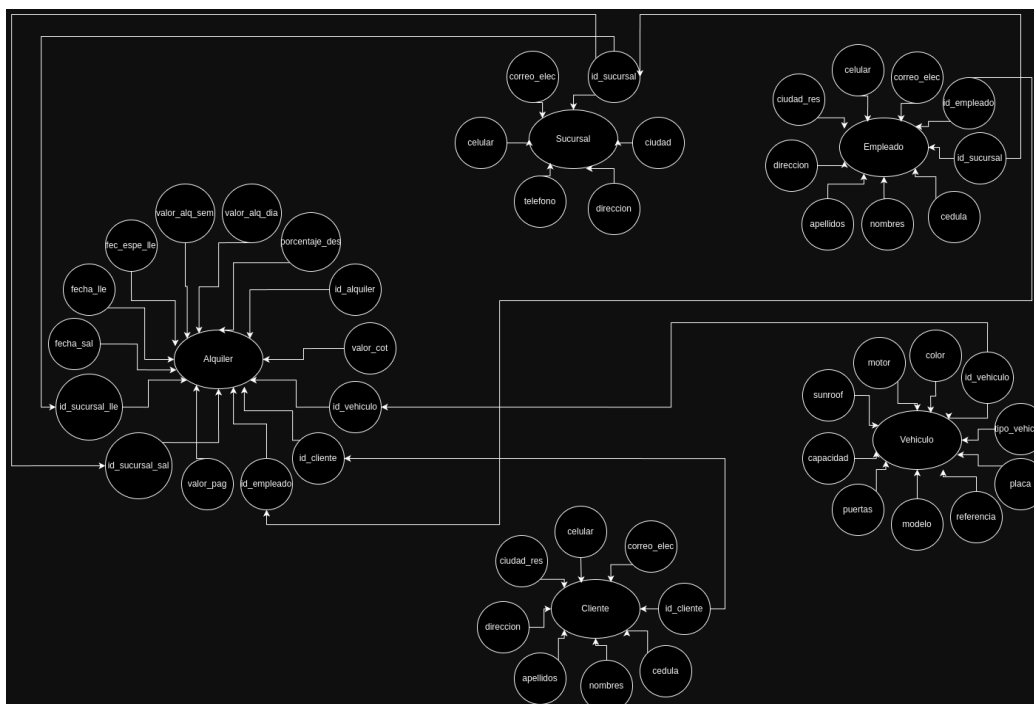 correo_elec
id_sucursal
celular
Sucursal
ciudad
telefono
direccion
celular
correo_elec
ciudad_res
id_empleado
Empleado
direccion
id_sucursal
apellidos
nombres
cedula
valor_alq_sem
valor_alq_dia
fec_espe_lle
porcentaje_des
fecha_lle
id_alquiler
fecha_sal
Alquiler
valor_cot
id_sucursal_lle
id_vehiculo
id_sucursal_sal
valor_pag
id_empleado
id_cliente
motor
color
sunroof
id_vehiculo
Vehiculo
tipo_vehic
capacidad
placa
puertas
modelo
referencia
celular
ciudad_res
correo_elec
Cliente
id_cliente
direccion
apellidos
nombres
cedula